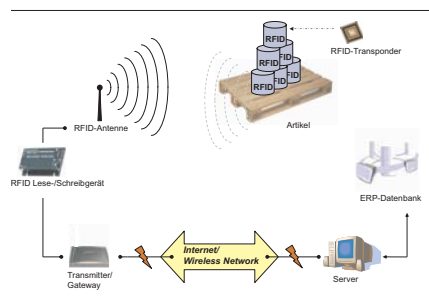 RFID
RFID
RFID
RFID
RFID
RFID
RFID-Transponder
RFID-Antenne
Artikel
RFID Lese-/Schreibgerät
ERP-Datenbank
Internet/
Wireless Network
Transmitter/
Gateway
Server